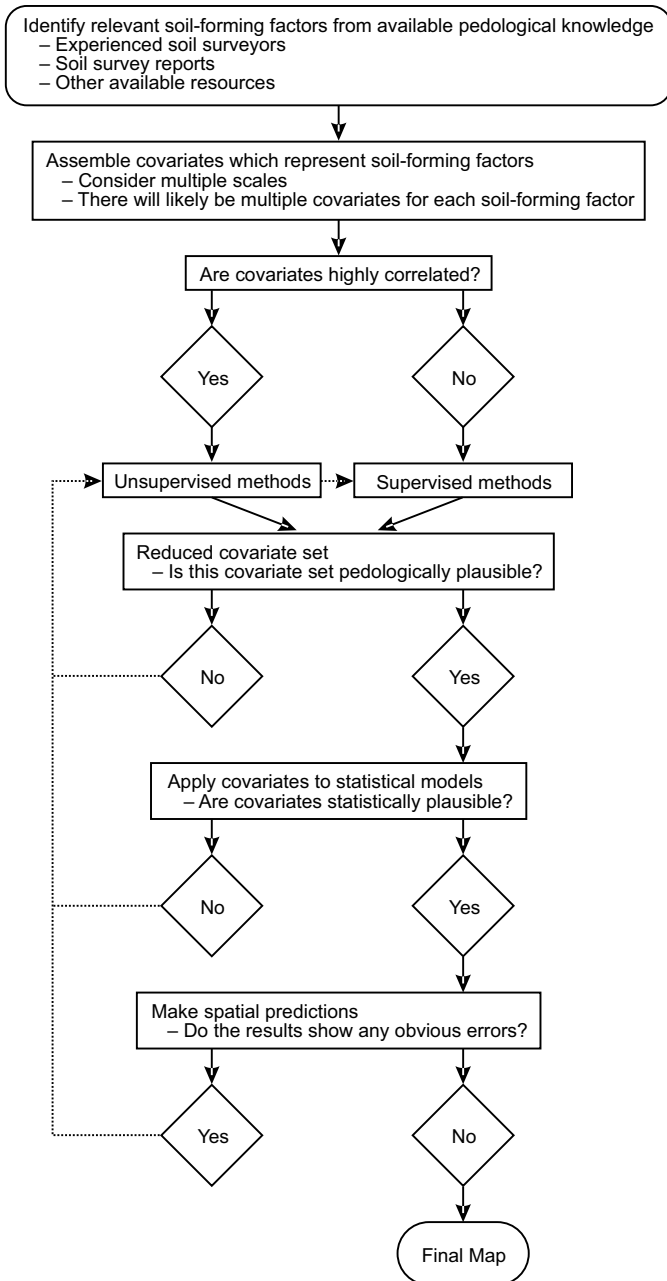 Identify relevant soil-forming factors from available pedological knowledge
– Experienced soil surveyors
– Soil survey reports
– Other available resources
Assemble covariates which represent soil-forming factors
– Consider multiple scales
– There will likely be multiple covariates for each soil-forming factor
Are covariates highly correlated?
Yes
No
Unsupervised methods
Supervised methods
Reduced covariate set
– Is this covariate set pedologically plausible?
No
Yes
Apply covariates to statistical models
– Are covariates statistically plausible?
No
Yes
Make spatial predictions
– Do the results show any obvious errors?
Yes
No
Final Map